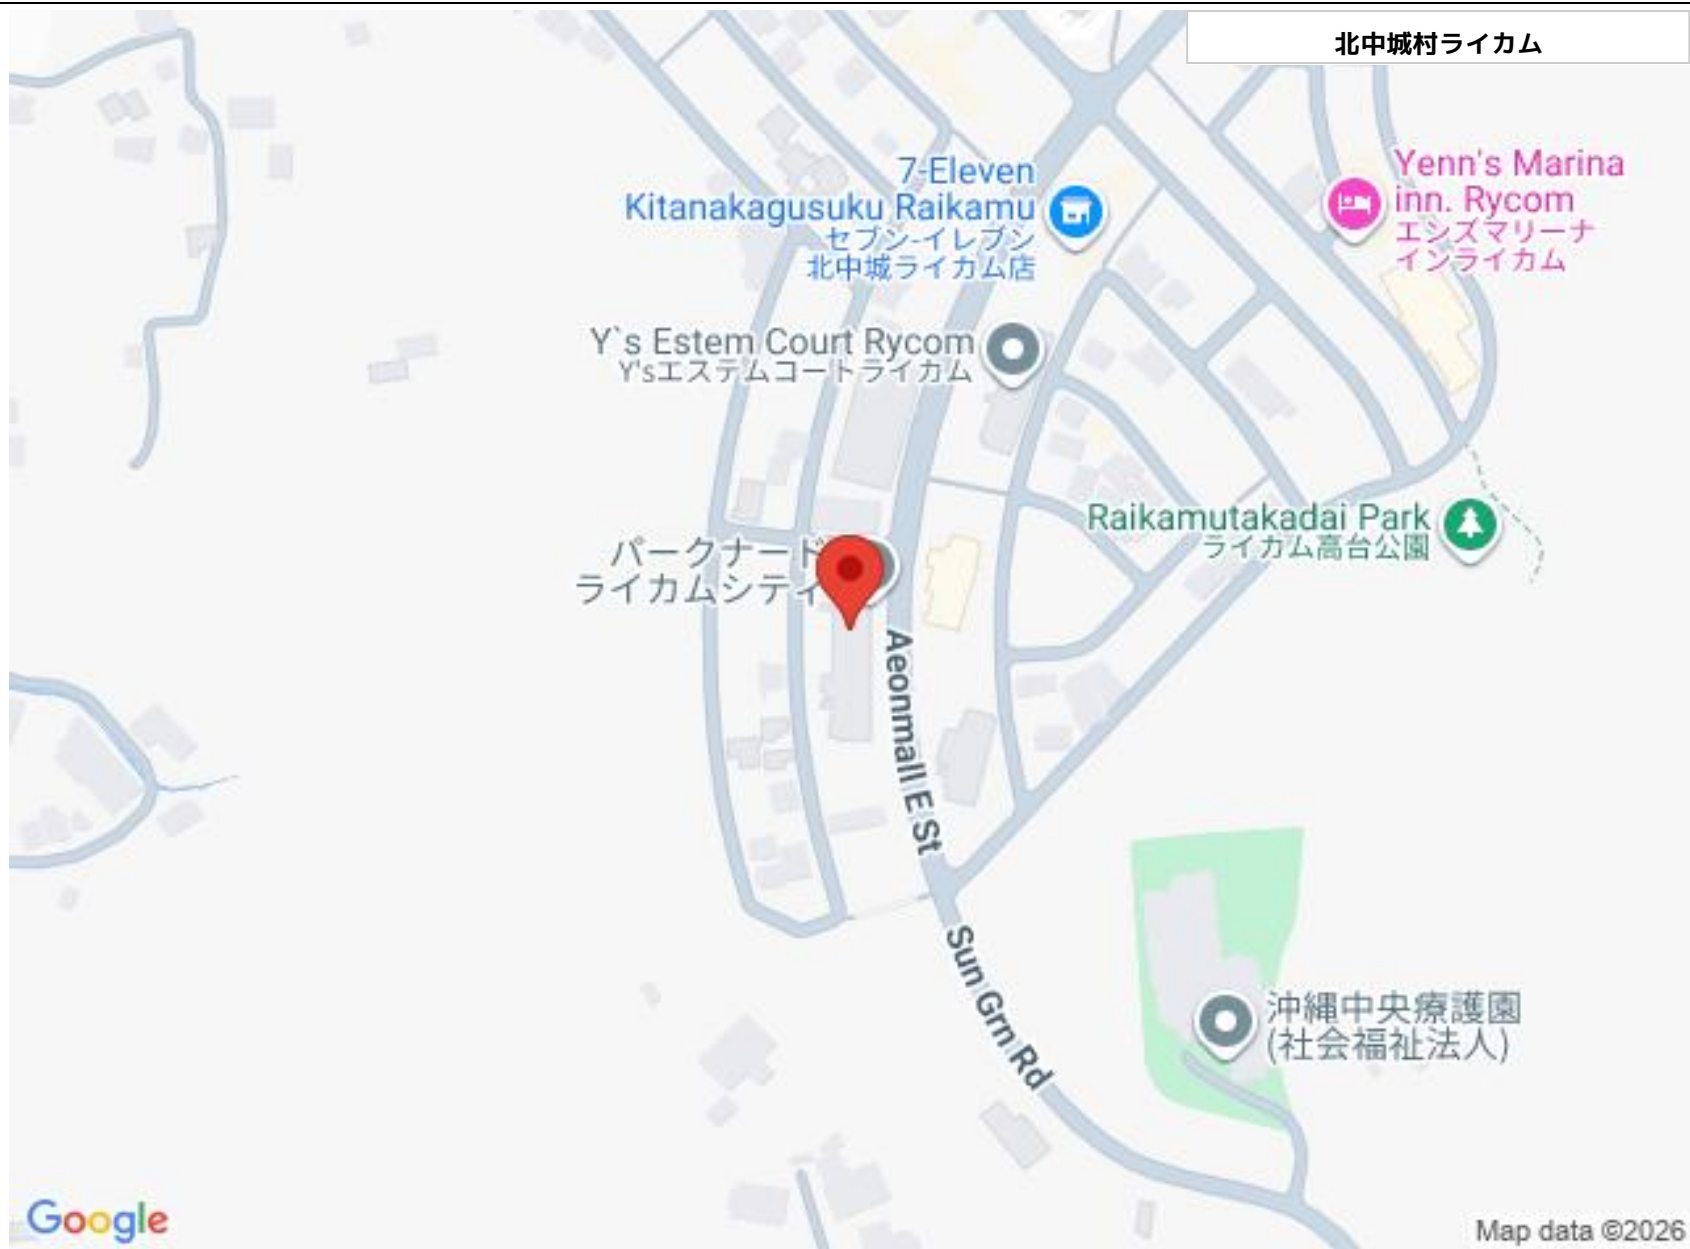 北中城村ライカム
7-Eleven
Kitanakagusuku Raikamu
セブン-イレブン
北中城ライカム店
Yenn's Marina
inn. Rycom
エンズマリーナ
インライカム
Y`s Estem Court Rycom
Y'sエステムコートライカム
Raikamutakadai Park
ライカム高台公園
パークナード
ライカムシティ
Aeonmall E St
Sun Grn Rd
沖縄中央療護園
(社会福祉法人)
Google
Map data ©2026